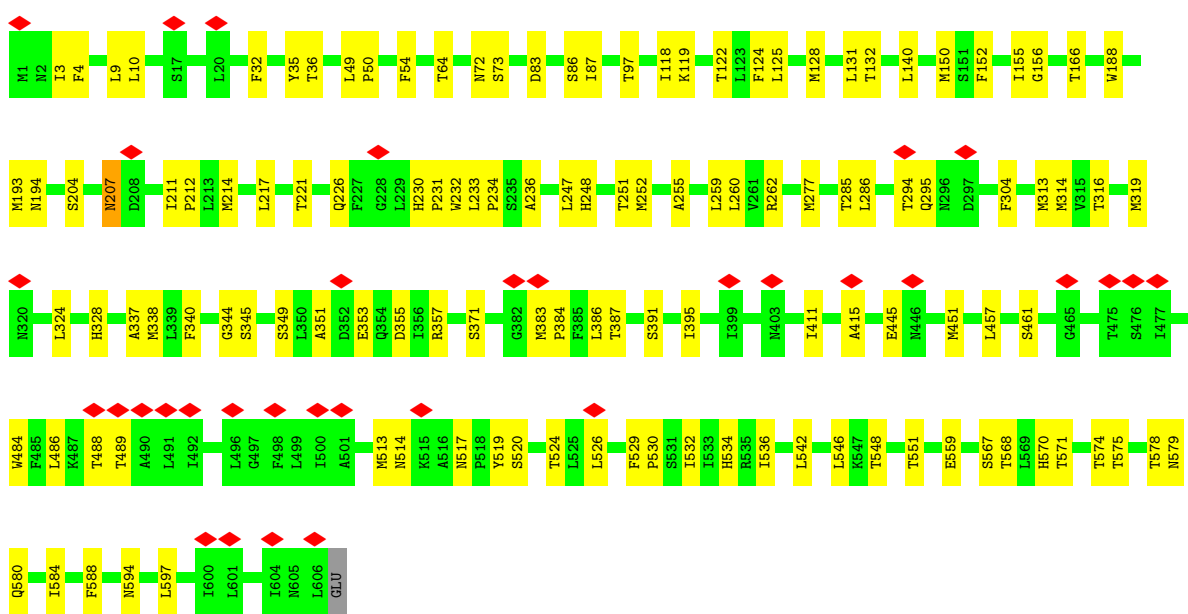 M1 N2 I3 F4 L9 L10 S17 L20 F32 Y35 T36 L49 P50 F54 T64 N72 S73 D83 S86 I87 T97 I118 K119 T122 L123 F124 L125 M128 L131 T132 L140 M150 S151 F152 I155 G156 T166 W188
M193 N194 S204 N207 D208 I211 P212 L213 M214 L217 T221 Q226 F227 G228 L229 H230 P231 W232 L233 P234 S235 A236 L247 H248 T251 M252 A255 L259 L260 V261 R262 M277 T285 L286 T294 Q295 N296 D297 F304 M313 M314 V315 T316 M319
N320 L324 H328 A337 M338 L339 F340 G344 S345 S349 L350 A351 D352 E353 Q354 D355 I356 R357 S371 G382 M383 P384 F385 L386 T387 S391 I395 I399 N403 I411 A415 E445 N446 M451 L457 S461 G465 T475 S476 I477
W484 F485 L486 K487 T488 T489 A490 L491 I492 L496 G497 F498 L499 I500 A501 M513 N514 K515 A516 N517 P518 Y519 S520 T524 L525 L526 F529 P530 S531 I532 I533 H534 R535 I536 L542 L546 K547 T548 T551 E559 S567 T568 L569 H570 T571 T574 T575 T578 N579
Q580 I584 F588 N594 L597 I600 L601 I604 N605 L606 GLU